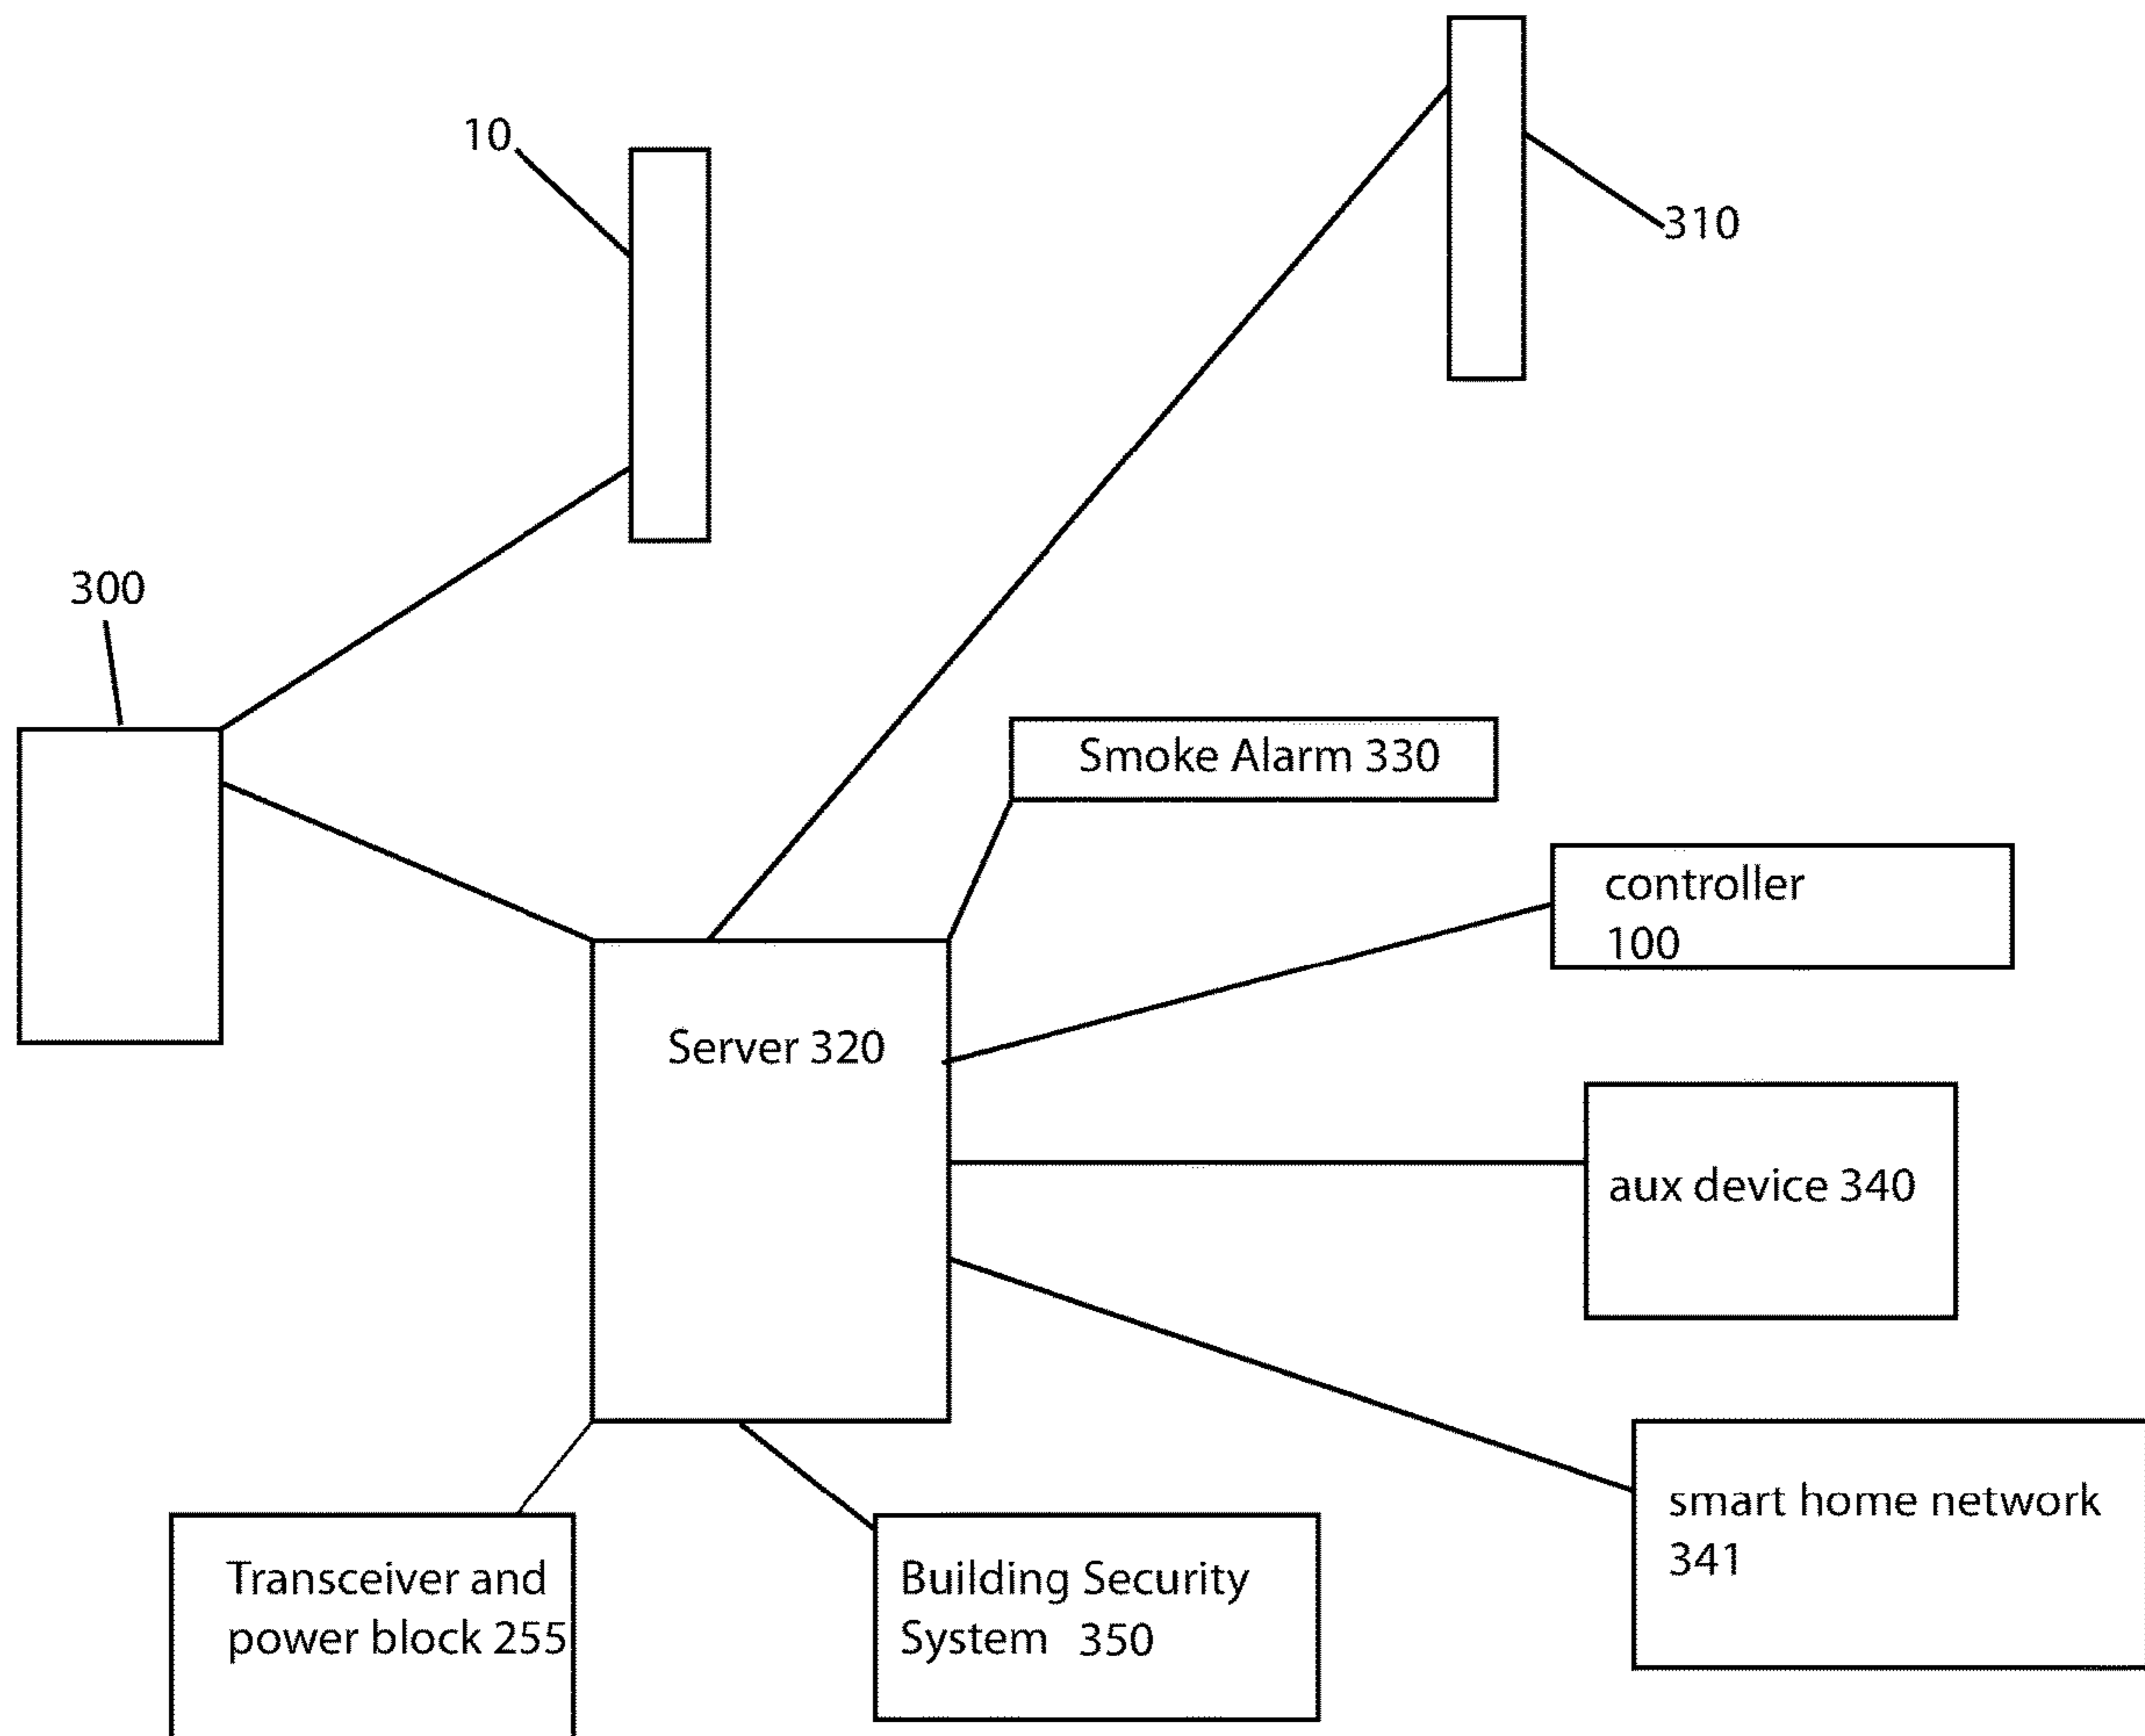 10
310
300
Smoke Alarm 330
controller
100
Server 320
aux device 340
smart home network
341
Transceiver and
power block 255
Building Security
System 350